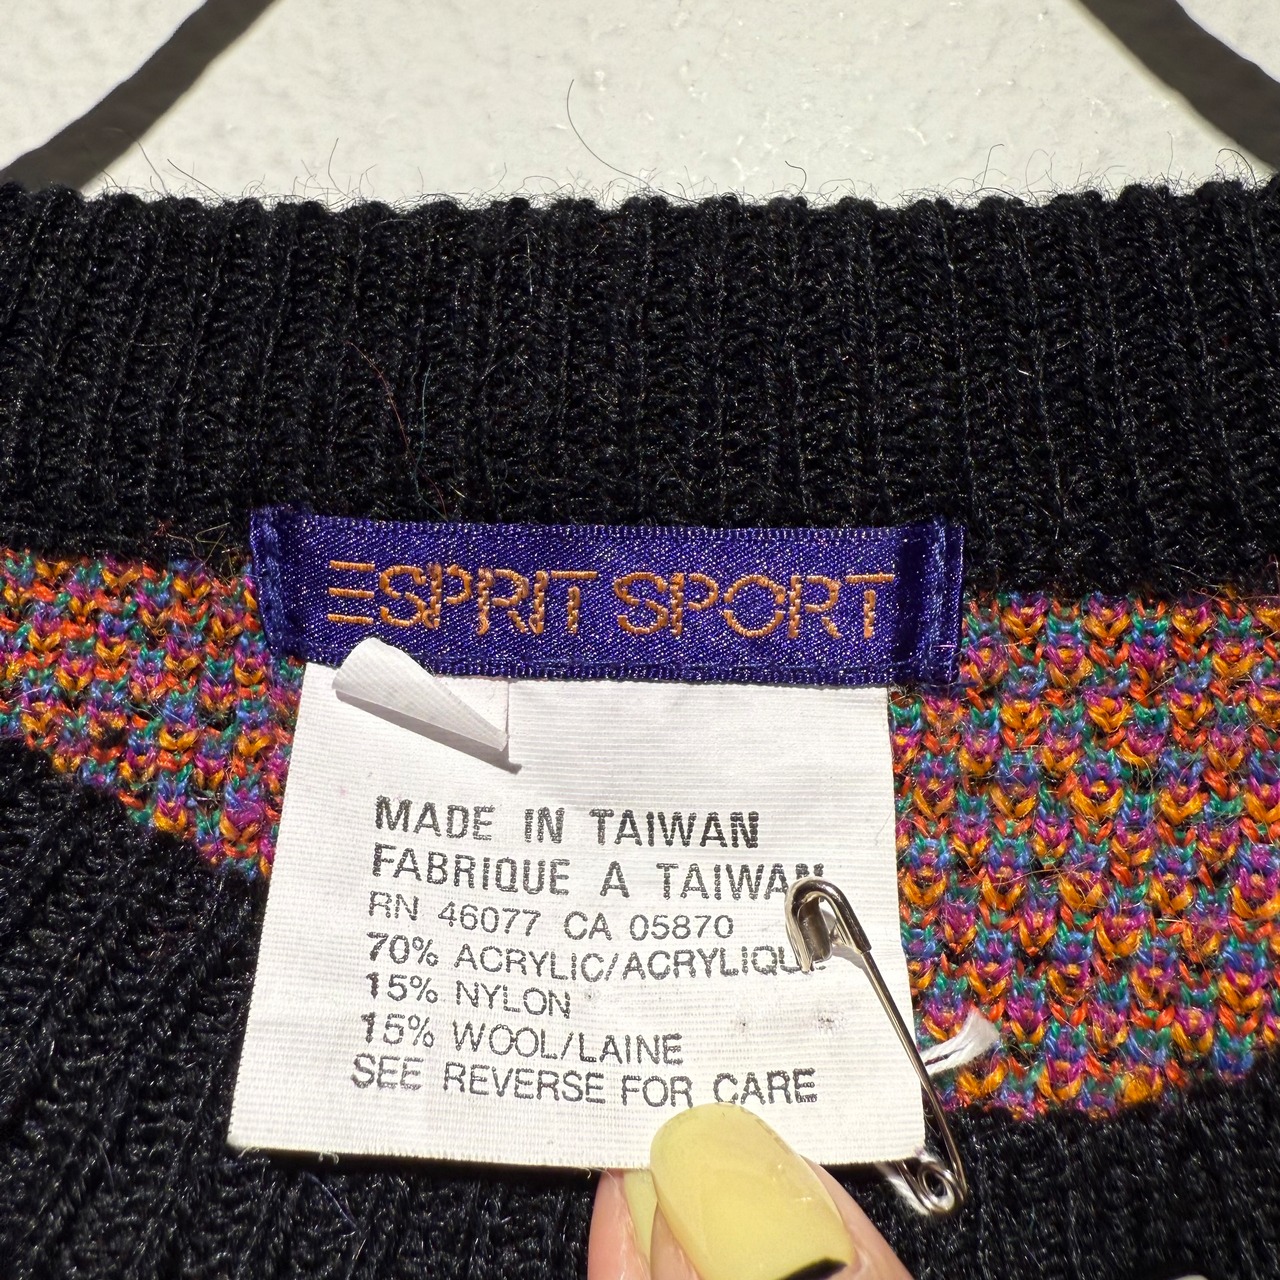 ESPRIT SPORT
MADE IN TAIWAN
FABRIQUE A TAIWAN
RN 46077 CA 05870
70% ACRYLIC/ACRYLIQUE
15% NYLON
15% WOOL/LAINE
SEE REVERSE FOR CARE